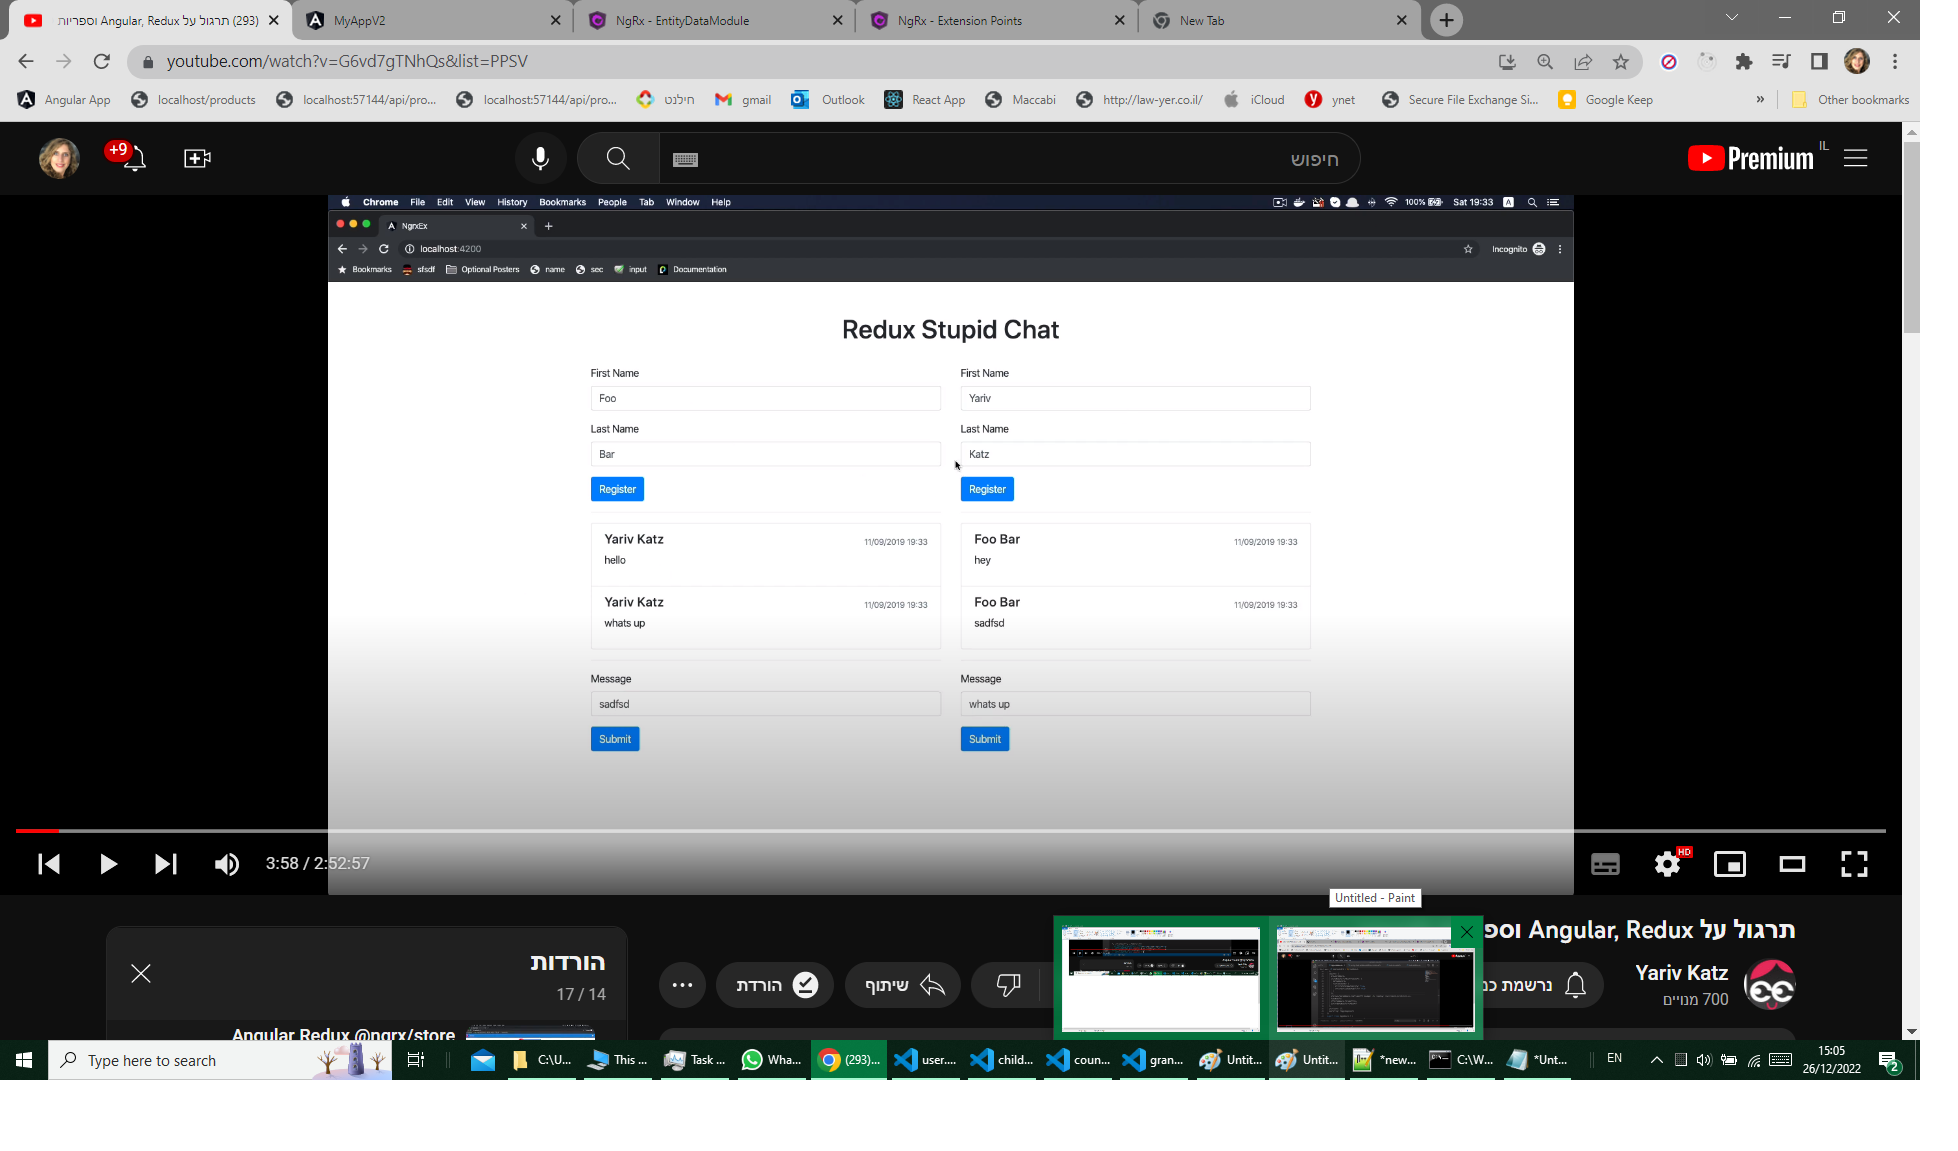 תרגול על Angular, Redux וספריות (293)
MyAppV2
NgRx - EntityDataModule
NgRx - Extension Points
New Tab
youtube.com/watch?v=G6vd7gTNhQs&list=PPSV
Angular App
localhost/products
localhost:57144/api/pro...
localhost:57144/api/pro...
חילנט
gmail
Outlook
React App
Maccabi
http://law-yer.co.il/
iCloud
ynet
Secure File Exchange Si...
Google Keep
»
Other bookmarks
+9
חיפוש
Premium
IL
Chrome File Edit View History Bookmarks People Tab Window Help
100%
Sat 19:33
NgrxEx
localhost:4200
Incognito
Bookmarks
sfsdf
Optional Posters
name
sec
input
Documentation
Redux Stupid Chat
First Name
First Name
Foo
Yariv
Last Name
Last Name
Bar
Katz
Register
Register
Yariv Katz 11/09/2019 19:33
hello
Foo Bar 11/09/2019 19:33
hey
Yariv Katz 11/09/2019 19:33
whats up
Foo Bar 11/09/2019 19:33
sadfsd
Message
Message
sadfsd
whats up
Submit
Submit
3:58 / 2:52:57
HD
Untitled - Paint
תרגול על Angular, Redux וספ
Yariv Katz
700 מנויים
נרשמת
שיתוף
הורדת
הורדות
17 / 14
Angular Redux @ngrx/store
Type here to search
C:\U...
This ...
Task ...
Wha...
(293)...
user....
child...
coun...
gran...
Untit...
Untit...
*new...
C:\W...
*Unt...
EN
15:05
26/12/2022
2